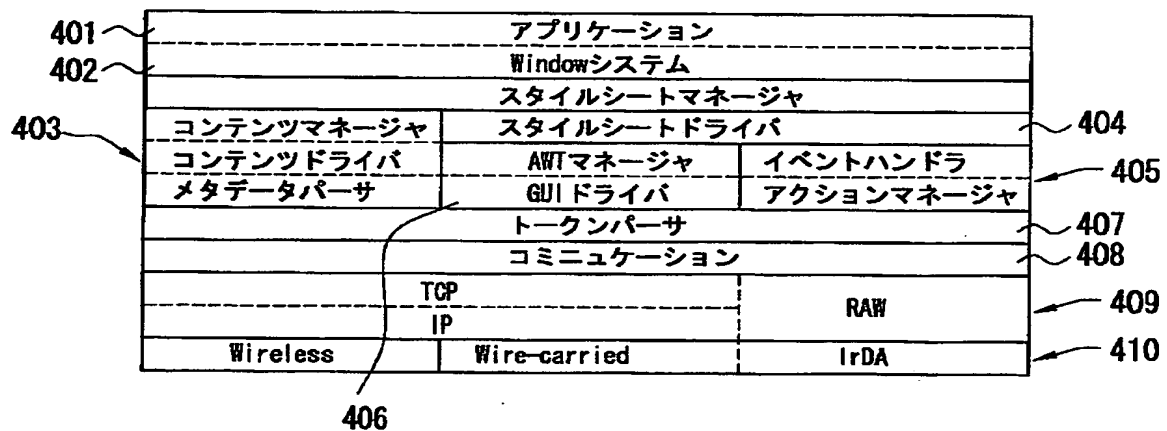 401 アプリケーション
402 Windowシステム
スタイルシートマネージャ
403 コンテンツマネージャ スタイルシートドライバ 404
コンテンツドライバ AWTマネージャ イベントハンドラ 405
メタデータパーサ GUIドライバ アクションマネージャ
トークンパーサ 407
コミニュケーション 408
TCP RAW 409
IP
Wireless Wire-carried IrDA 410
406